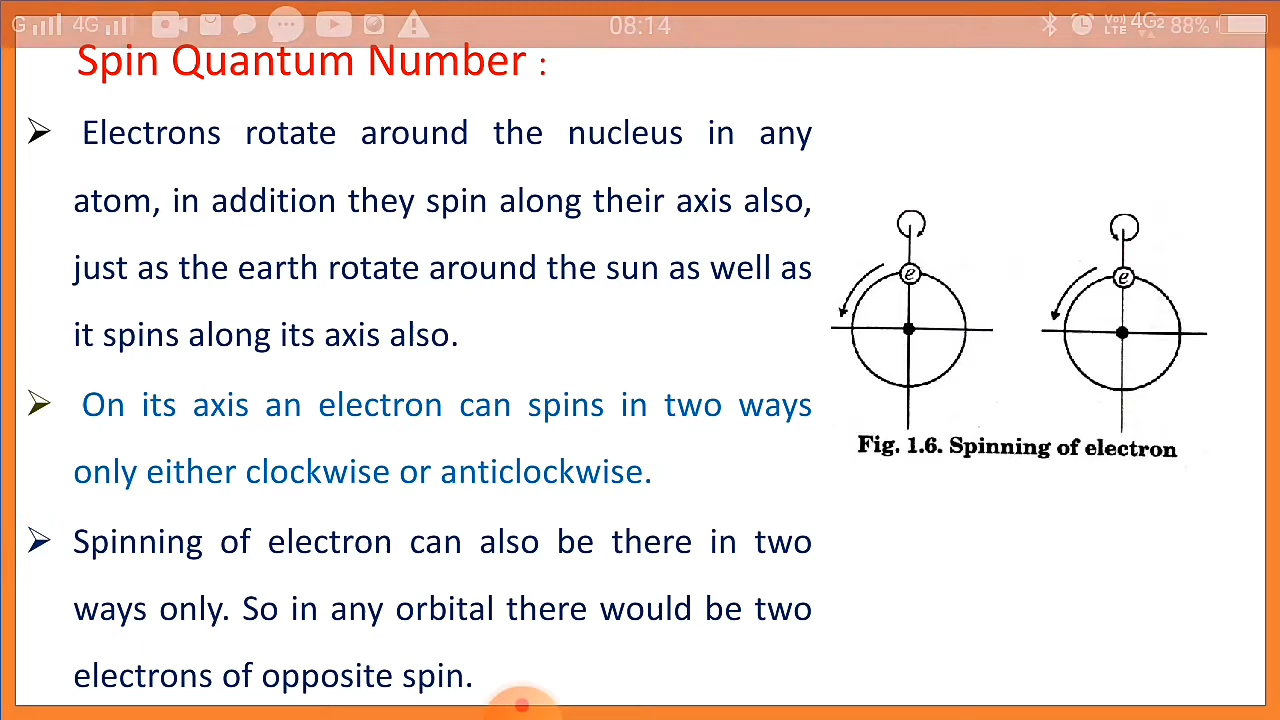 G 4G 08:14 Vo) LTE 4G2 88%
Spin Quantum Number :
➢ Electrons rotate around the nucleus in any
atom, in addition they spin along their axis also,
just as the earth rotate around the sun as well as
it spins along its axis also.
➢ On its axis an electron can spins in two ways
only either clockwise or anticlockwise.
➢ Spinning of electron can also be there in two
ways only. So in any orbital there would be two
electrons of opposite spin.
e
e
Fig. 1.6. Spinning of electron